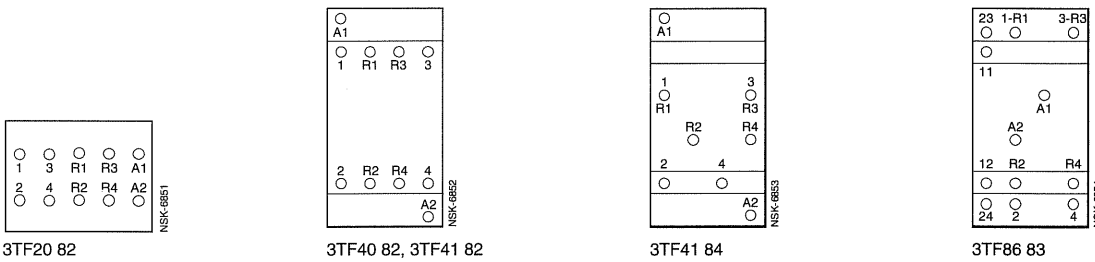 1 3 R1 R3 A1
2 4 R2 R4 A2
NSK-6851
3TF20 82
A1
1 R1 R3 3
2 R2 R4 4
A2
NSK-6852
3TF40 82, 3TF41 82
A1
1 3
R1 R3
R2 R4
2 4
A2
NSK-6853
3TF41 84
23 1-R1 3-R3
11
A1
A2
12 R2 R4
24 2 4
3TF86 83